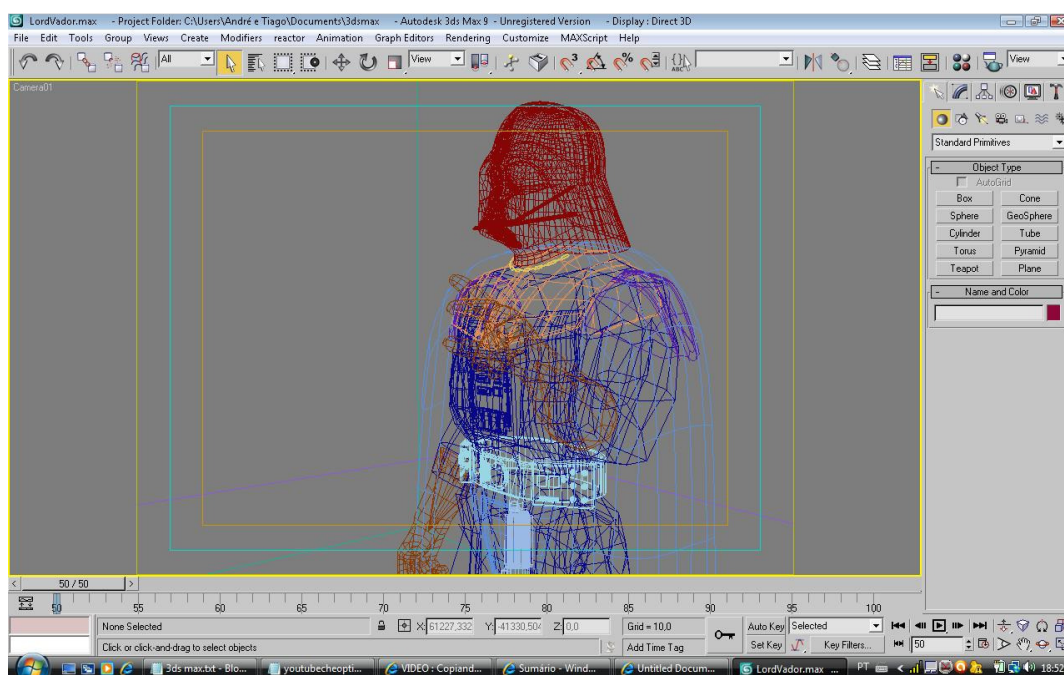 LordVador.max - Project Folder: C:\Users\André e Tiago\Documents\3dsmax - Autodesk 3ds Max 9 - Unregistered Version - Display : Direct 3D
File Edit Tools Group Views Create Modifiers reactor Animation Graph Editors Rendering Customize MAXScript Help
All View View
Camera01
Standard Primitives
- Object Type
AutoGrid
Box Cone
Sphere GeoSphere
Cylinder Tube
Torus Pyramid
Teapot Plane
- Name and Color
< 50 / 50 >
50 55 60 65 70 75 80 85 90 95 100
None Selected X: 61227,332 Y: -41330,504 Z: 0,0 Grid = 10,0 Auto Key Selected
Click or click-and-drag to select objects Add Time Tag Set Key Key Filters... 50
3ds max.txt - Blo... youtubecheopti... VIDEO : Copiand... Sumário - Wind... Untitled Docum... LordVador.max ... PT 18:52